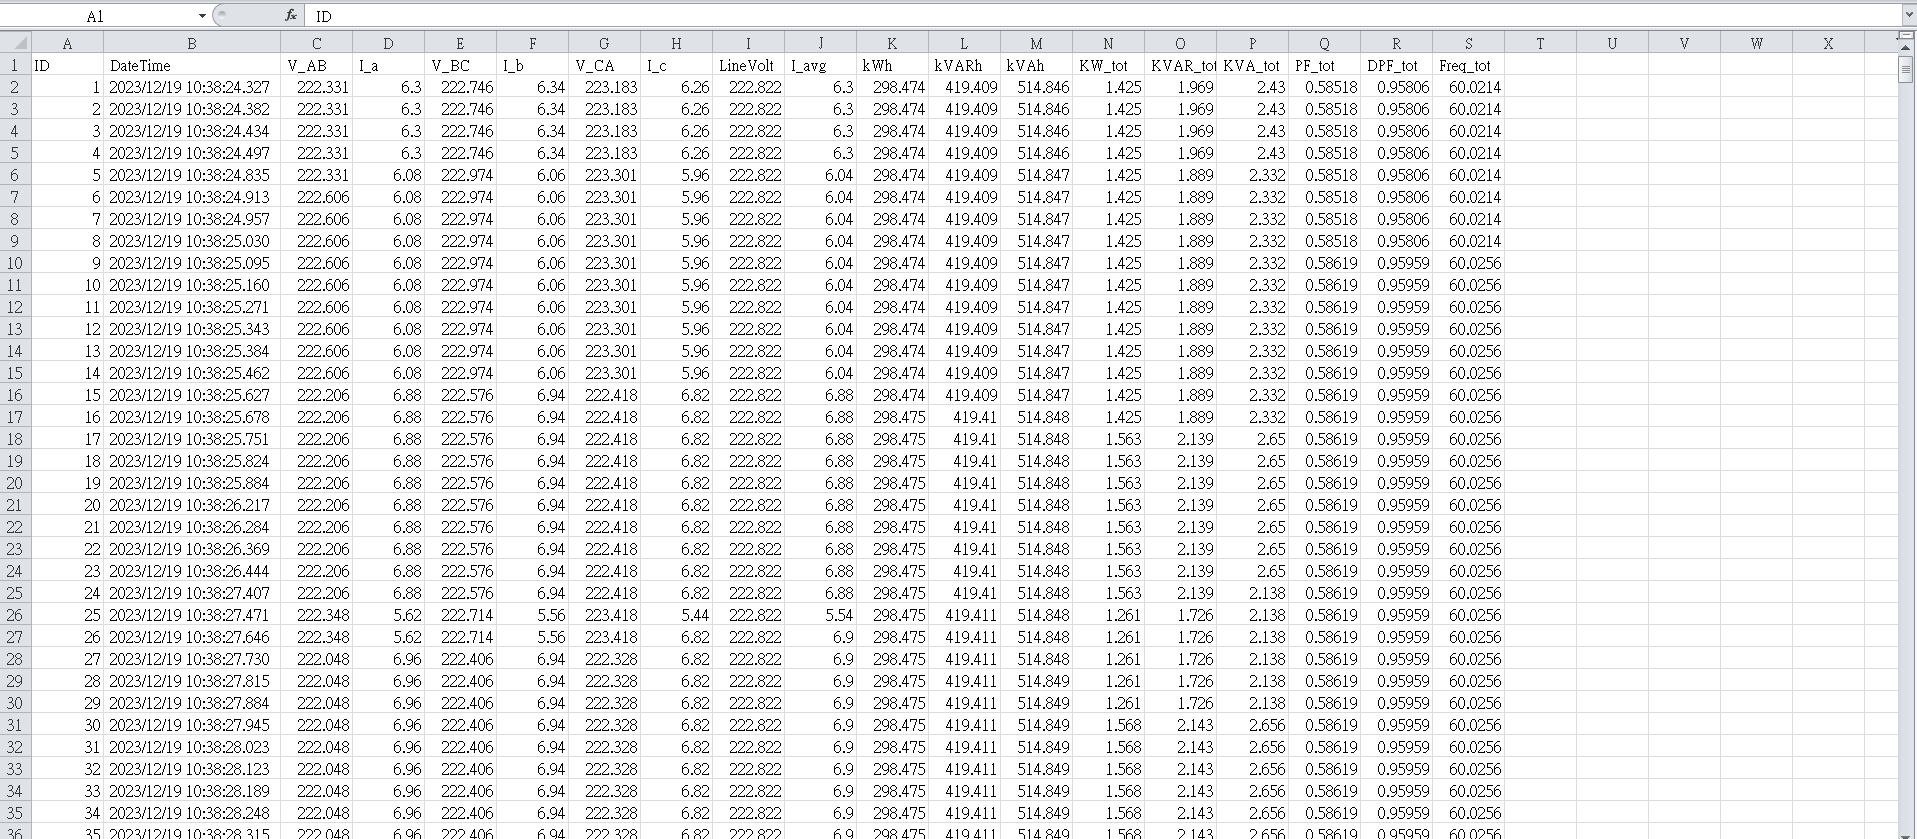 A1 fx ID
A B C D E F G H I J K L M N O P Q R S T U V W X
1 ID DateTime V_AB I_a V_BC I_b V_CA I_c LineVolt I_avg kWh kVARh kVAh KW_tot KVAR_tot KVA_tot PF_tot DPF_tot Freq_tot
2 1 2023/12/19 10:38:24.327 222.331 6.3 222.746 6.34 223.183 6.26 222.822 6.3 298.474 419.409 514.846 1.425 1.969 2.43 0.58518 0.95806 60.0214
3 2 2023/12/19 10:38:24.382 222.331 6.3 222.746 6.34 223.183 6.26 222.822 6.3 298.474 419.409 514.846 1.425 1.969 2.43 0.58518 0.95806 60.0214
4 3 2023/12/19 10:38:24.434 222.331 6.3 222.746 6.34 223.183 6.26 222.822 6.3 298.474 419.409 514.846 1.425 1.969 2.43 0.58518 0.95806 60.0214
5 4 2023/12/19 10:38:24.497 222.331 6.3 222.746 6.34 223.183 6.26 222.822 6.3 298.474 419.409 514.846 1.425 1.969 2.43 0.58518 0.95806 60.0214
6 5 2023/12/19 10:38:24.835 222.331 6.08 222.974 6.06 223.301 5.96 222.822 6.04 298.474 419.409 514.847 1.425 1.889 2.332 0.58518 0.95806 60.0214
7 6 2023/12/19 10:38:24.913 222.606 6.08 222.974 6.06 223.301 5.96 222.822 6.04 298.474 419.409 514.847 1.425 1.889 2.332 0.58518 0.95806 60.0214
8 7 2023/12/19 10:38:24.957 222.606 6.08 222.974 6.06 223.301 5.96 222.822 6.04 298.474 419.409 514.847 1.425 1.889 2.332 0.58518 0.95806 60.0214
9 8 2023/12/19 10:38:25.030 222.606 6.08 222.974 6.06 223.301 5.96 222.822 6.04 298.474 419.409 514.847 1.425 1.889 2.332 0.58518 0.95806 60.0214
10 9 2023/12/19 10:38:25.095 222.606 6.08 222.974 6.06 223.301 5.96 222.822 6.04 298.474 419.409 514.847 1.425 1.889 2.332 0.58619 0.95959 60.0256
11 10 2023/12/19 10:38:25.160 222.606 6.08 222.974 6.06 223.301 5.96 222.822 6.04 298.474 419.409 514.847 1.425 1.889 2.332 0.58619 0.95959 60.0256
12 11 2023/12/19 10:38:25.271 222.606 6.08 222.974 6.06 223.301 5.96 222.822 6.04 298.474 419.409 514.847 1.425 1.889 2.332 0.58619 0.95959 60.0256
13 12 2023/12/19 10:38:25.343 222.606 6.08 222.974 6.06 223.301 5.96 222.822 6.04 298.474 419.409 514.847 1.425 1.889 2.332 0.58619 0.95959 60.0256
14 13 2023/12/19 10:38:25.384 222.606 6.08 222.974 6.06 223.301 5.96 222.822 6.04 298.474 419.409 514.847 1.425 1.889 2.332 0.58619 0.95959 60.0256
15 14 2023/12/19 10:38:25.462 222.606 6.08 222.974 6.06 223.301 5.96 222.822 6.04 298.474 419.409 514.847 1.425 1.889 2.332 0.58619 0.95959 60.0256
16 15 2023/12/19 10:38:25.627 222.206 6.88 222.576 6.94 222.418 6.82 222.822 6.88 298.474 419.409 514.847 1.425 1.889 2.332 0.58619 0.95959 60.0256
17 16 2023/12/19 10:38:25.678 222.206 6.88 222.576 6.94 222.418 6.82 222.822 6.88 298.475 419.41 514.848 1.425 1.889 2.332 0.58619 0.95959 60.0256
18 17 2023/12/19 10:38:25.751 222.206 6.88 222.576 6.94 222.418 6.82 222.822 6.88 298.475 419.41 514.848 1.563 2.139 2.65 0.58619 0.95959 60.0256
19 18 2023/12/19 10:38:25.824 222.206 6.88 222.576 6.94 222.418 6.82 222.822 6.88 298.475 419.41 514.848 1.563 2.139 2.65 0.58619 0.95959 60.0256
20 19 2023/12/19 10:38:25.884 222.206 6.88 222.576 6.94 222.418 6.82 222.822 6.88 298.475 419.41 514.848 1.563 2.139 2.65 0.58619 0.95959 60.0256
21 20 2023/12/19 10:38:26.217 222.206 6.88 222.576 6.94 222.418 6.82 222.822 6.88 298.475 419.41 514.848 1.563 2.139 2.65 0.58619 0.95959 60.0256
22 21 2023/12/19 10:38:26.284 222.206 6.88 222.576 6.94 222.418 6.82 222.822 6.88 298.475 419.41 514.848 1.563 2.139 2.65 0.58619 0.95959 60.0256
23 22 2023/12/19 10:38:26.369 222.206 6.88 222.576 6.94 222.418 6.82 222.822 6.88 298.475 419.41 514.848 1.563 2.139 2.65 0.58619 0.95959 60.0256
24 23 2023/12/19 10:38:26.444 222.206 6.88 222.576 6.94 222.418 6.82 222.822 6.88 298.475 419.41 514.848 1.563 2.139 2.65 0.58619 0.95959 60.0256
25 24 2023/12/19 10:38:27.407 222.206 6.88 222.576 6.94 222.418 6.82 222.822 6.88 298.475 419.41 514.848 1.563 2.139 2.138 0.58619 0.95959 60.0256
26 25 2023/12/19 10:38:27.471 222.348 5.62 222.714 5.56 223.418 5.44 222.822 5.54 298.475 419.411 514.848 1.261 1.726 2.138 0.58619 0.95959 60.0256
27 26 2023/12/19 10:38:27.646 222.348 5.62 222.714 5.56 223.418 6.82 222.822 6.9 298.475 419.411 514.848 1.261 1.726 2.138 0.58619 0.95959 60.0256
28 27 2023/12/19 10:38:27.730 222.048 6.96 222.406 6.94 222.328 6.82 222.822 6.9 298.475 419.411 514.848 1.261 1.726 2.138 0.58619 0.95959 60.0256
29 28 2023/12/19 10:38:27.815 222.048 6.96 222.406 6.94 222.328 6.82 222.822 6.9 298.475 419.411 514.849 1.261 1.726 2.138 0.58619 0.95959 60.0256
30 29 2023/12/19 10:38:27.884 222.048 6.96 222.406 6.94 222.328 6.82 222.822 6.9 298.475 419.411 514.849 1.261 1.726 2.138 0.58619 0.95959 60.0256
31 30 2023/12/19 10:38:27.945 222.048 6.96 222.406 6.94 222.328 6.82 222.822 6.9 298.475 419.411 514.849 1.568 2.143 2.656 0.58619 0.95959 60.0256
32 31 2023/12/19 10:38:28.023 222.048 6.96 222.406 6.94 222.328 6.82 222.822 6.9 298.475 419.411 514.849 1.568 2.143 2.656 0.58619 0.95959 60.0256
33 32 2023/12/19 10:38:28.123 222.048 6.96 222.406 6.94 222.328 6.82 222.822 6.9 298.475 419.411 514.849 1.568 2.143 2.656 0.58619 0.95959 60.0256
34 33 2023/12/19 10:38:28.189 222.048 6.96 222.406 6.94 222.328 6.82 222.822 6.9 298.475 419.411 514.849 1.568 2.143 2.656 0.58619 0.95959 60.0256
35 34 2023/12/19 10:38:28.248 222.048 6.96 222.406 6.94 222.328 6.82 222.822 6.9 298.475 419.411 514.849 1.568 2.143 2.656 0.58619 0.95959 60.0256
36 35 2023/12/19 10:38:28.315 222.048 6.96 222.406 6.94 222.328 6.82 222.822 6.9 298.475 419.411 514.849 1.568 2.143 2.656 0.58619 0.95959 60.0256